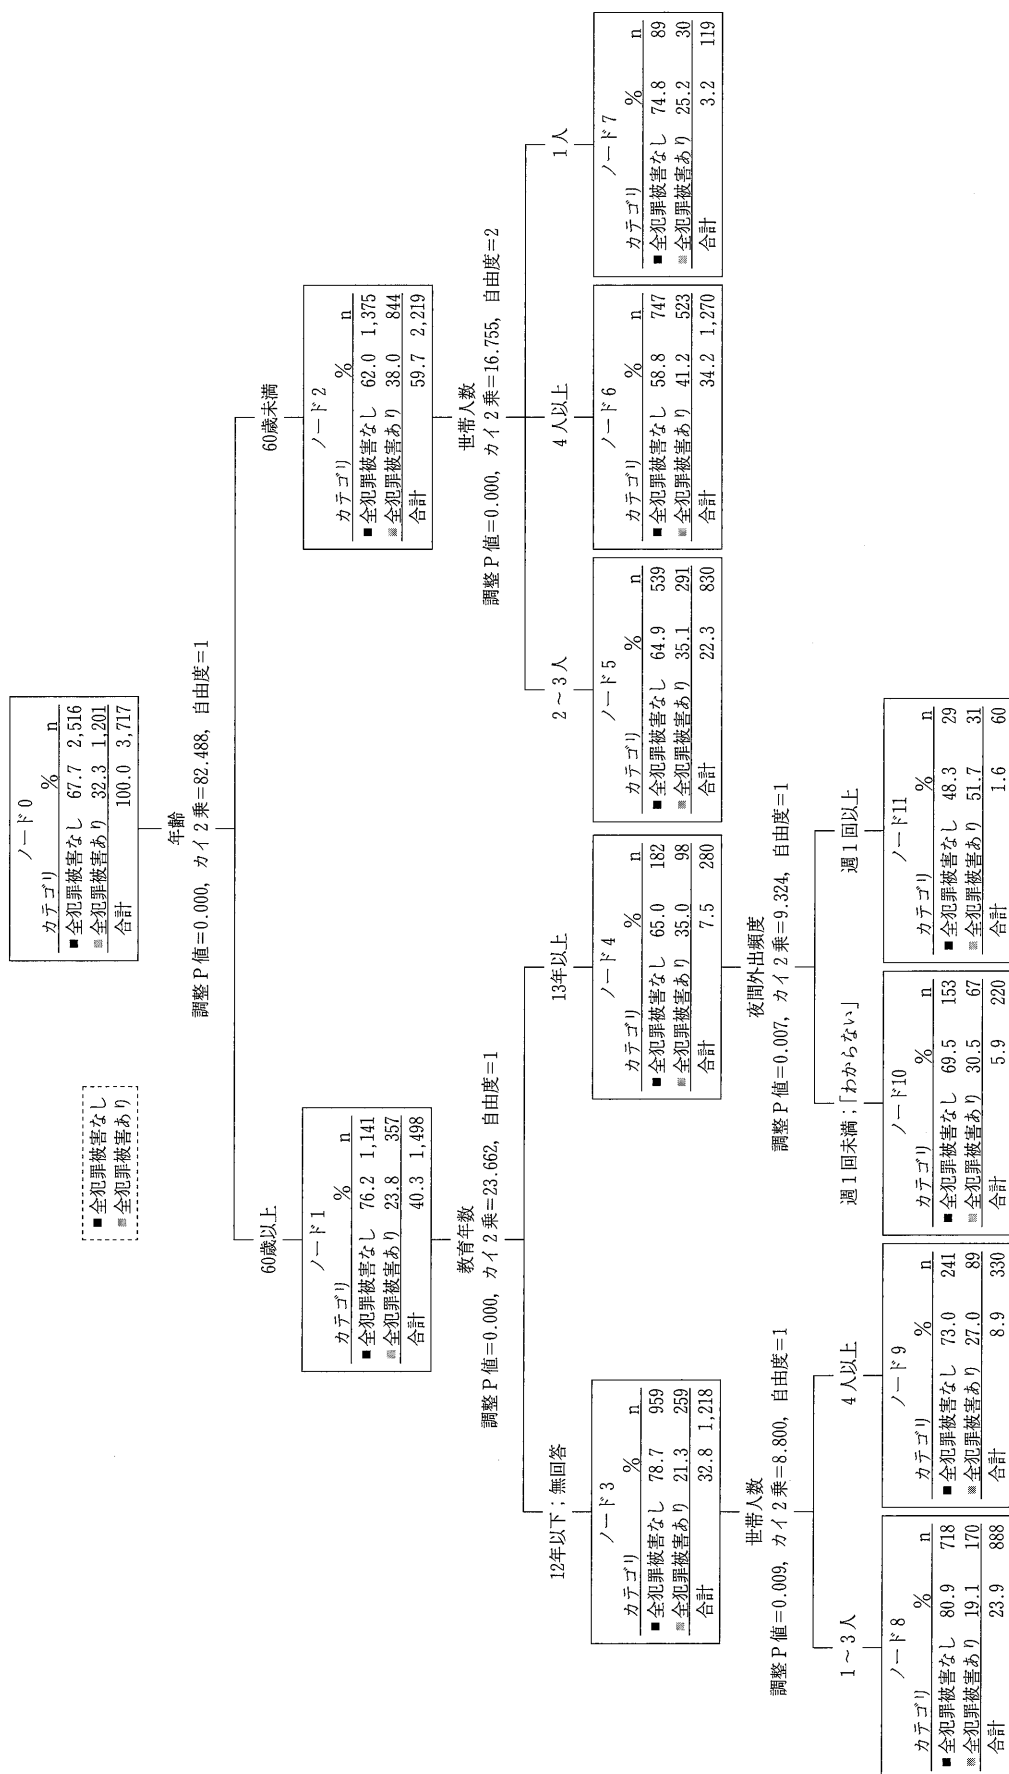 ■全犯罪被害なし
■全犯罪被害あり
ノード0
カテゴリ % n
■全犯罪被害なし 67.7 2,516
■全犯罪被害あり 32.3 1,201
合計 100.0 3,717
年齢
調整P値=0.000, カイ2乗=82.488, 自由度=1
60歳以上
60歳未満
ノード1
カテゴリ % n
■全犯罪被害なし 76.2 1,141
■全犯罪被害あり 23.8 357
合計 40.3 1,498
ノード2
カテゴリ % n
■全犯罪被害なし 62.0 1,375
■全犯罪被害あり 38.0 844
合計 59.7 2,219
教育年数
調整P値=0.000, カイ2乗=23.662, 自由度=1
世帯人数
調整P値=0.000, カイ2乗=16.755, 自由度=2
12年以下;無回答
13年以上
2~3人
4人以上
1人
ノード3
カテゴリ % n
■全犯罪被害なし 78.7 959
■全犯罪被害あり 21.3 259
合計 32.8 1,218
ノード4
カテゴリ % n
■全犯罪被害なし 65.0 182
■全犯罪被害あり 35.0 98
合計 7.5 280
ノード5
カテゴリ % n
■全犯罪被害なし 64.9 539
■全犯罪被害あり 35.1 291
合計 22.3 830
ノード6
カテゴリ % n
■全犯罪被害なし 58.8 747
■全犯罪被害あり 41.2 523
合計 34.2 1,270
ノード7
カテゴリ % n
■全犯罪被害なし 74.8 89
■全犯罪被害あり 25.2 30
合計 3.2 119
世帯人数
調整P値=0.009, カイ2乗=8.800, 自由度=1
夜間外出頻度
調整P値=0.007, カイ2乗=9.324, 自由度=1
1~3人
4人以上
週1回未満;「わからない」
週1回以上
ノード8
カテゴリ % n
■全犯罪被害なし 80.9 718
■全犯罪被害あり 19.1 170
合計 23.9 888
ノード9
カテゴリ % n
■全犯罪被害なし 73.0 241
■全犯罪被害あり 27.0 89
合計 8.9 330
ノード10
カテゴリ % n
■全犯罪被害なし 69.5 153
■全犯罪被害あり 30.5 67
合計 5.9 220
ノード11
カテゴリ % n
■全犯罪被害なし 48.3 29
■全犯罪被害あり 51.7 31
合計 1.6 60